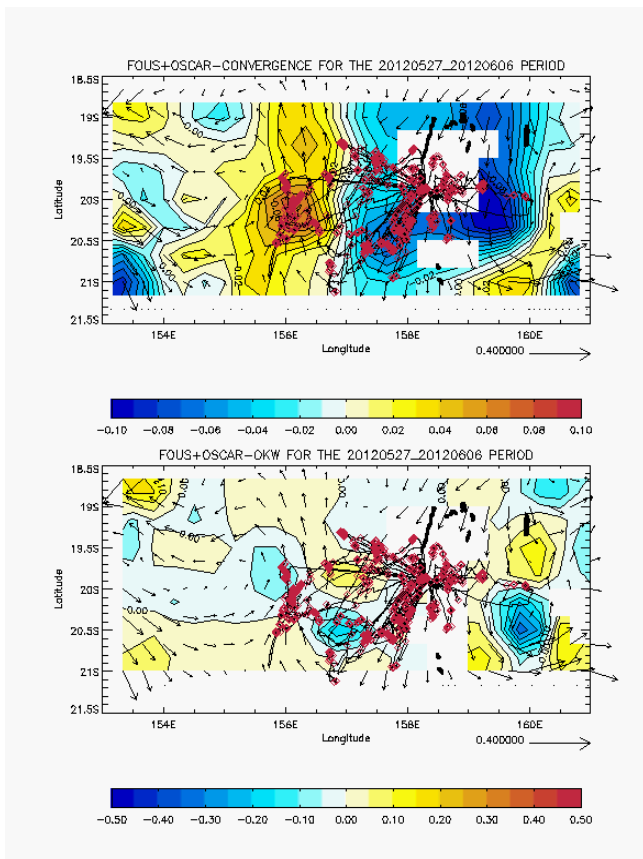 FOUS+OSCAR-CONVERGENCE FOR THE 20120527_20120606 PERIOD
18.5S
19S
19.5S
20S
20.5S
21S
21.5S
Latitude
154E 156E 158E 160E
Longitude
0.400000
-0.10 -0.08 -0.06 -0.04 -0.02 0.00 0.02 0.04 0.06 0.08 0.10
FOUS+OSCAR-OKW FOR THE 20120527_20120606 PERIOD
18.5S
19S
19.5S
20S
20.5S
21S
21.5S
Latitude
154E 156E 158E 160E
Longitude
0.400000
-0.50 -0.40 -0.30 -0.20 -0.10 0.00 0.10 0.20 0.30 0.40 0.50